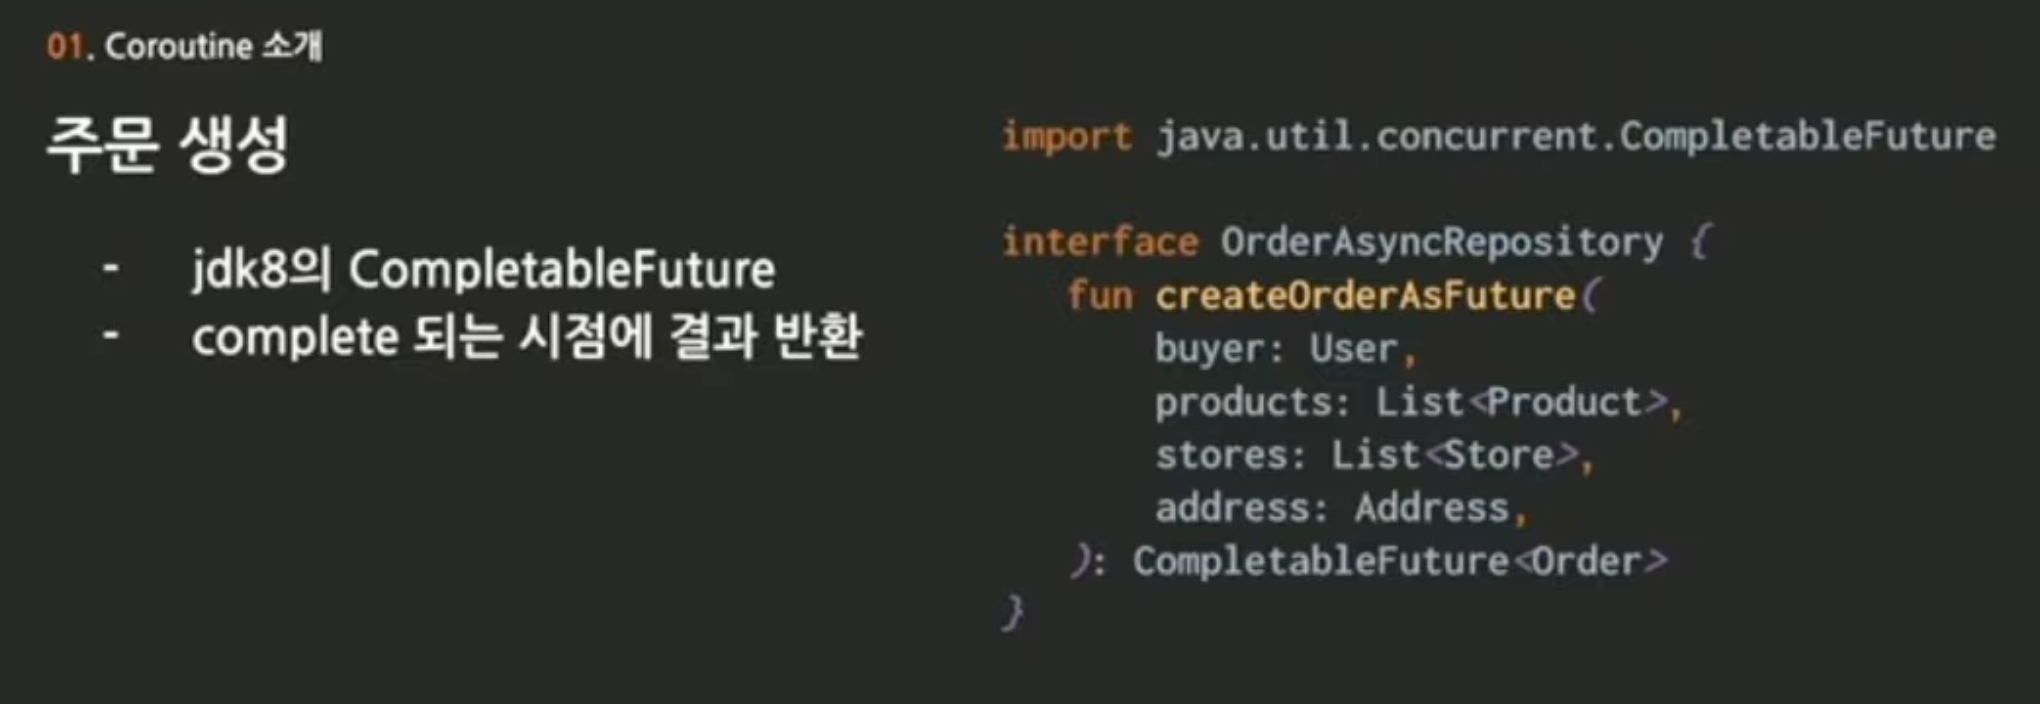 01. Coroutine 소개
주문 생성
- jdk8의 CompletableFuture
- complete 되는 시점에 결과 반환
import java.util.concurrent.CompletableFuture
interface OrderAsyncRepository {
fun createOrderAsFuture(
buyer: User,
products: List<Product>,
stores: List<Store>,
address: Address,
): CompletableFuture<Order>
}